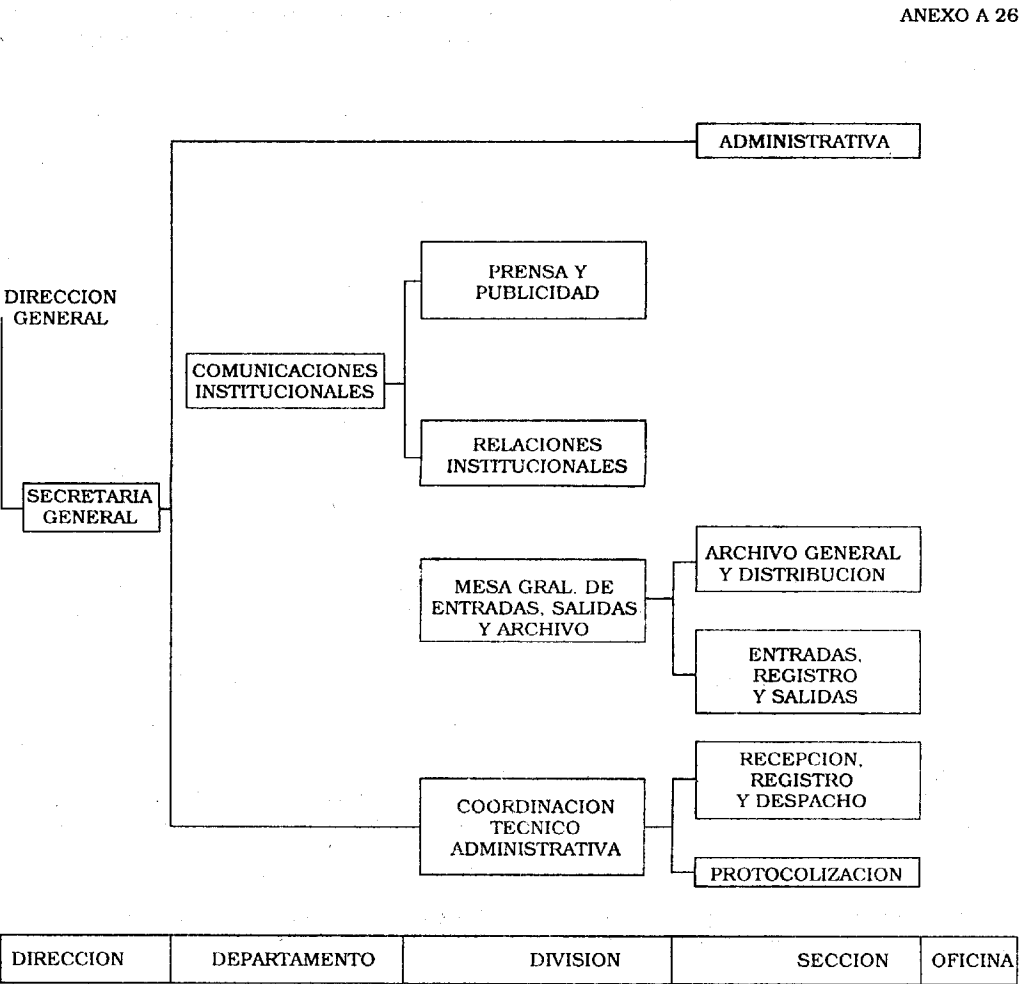 ANEXO A 26
ADMINISTRATIVA
PRENSA Y
PUBLICIDAD
DIRECCION
GENERAL
COMUNICACIONES
INSTITUCIONALES
RELACIONES
INSTITUCIONALES
SECRETARIA
GENERAL
ARCHIVO GENERAL
Y DISTRIBUCION
MESA GRAL. DE
ENTRADAS, SALIDAS
Y ARCHIVO
ENTRADAS,
REGISTRO
Y SALIDAS
RECEPCION,
REGISTRO
Y DESPACHO
COORDINACION
TECNICO
ADMINISTRATIVA
PROTOCOLIZACION
DIRECCION DEPARTAMENTO DIVISION SECCION OFICINA